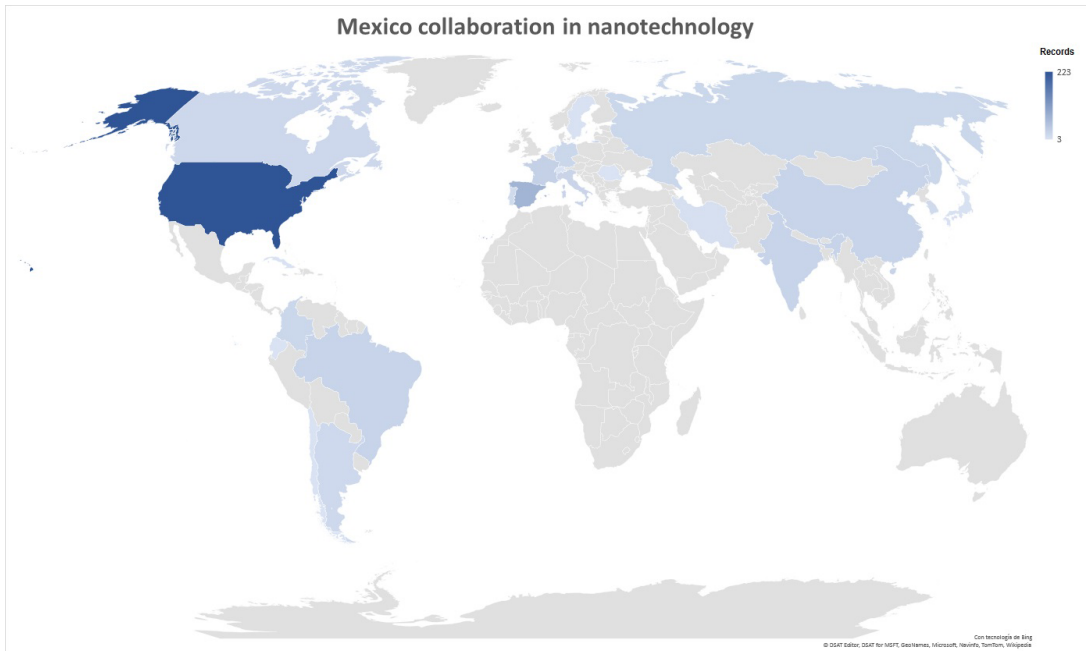 Mexico collaboration in nanotechnology
Records
223
3
Con tecnología de Bing
© DSAT Editor, DSAT for MSFT, GeoNames, Microsoft, Navinfo, TomTom, Wikipedia